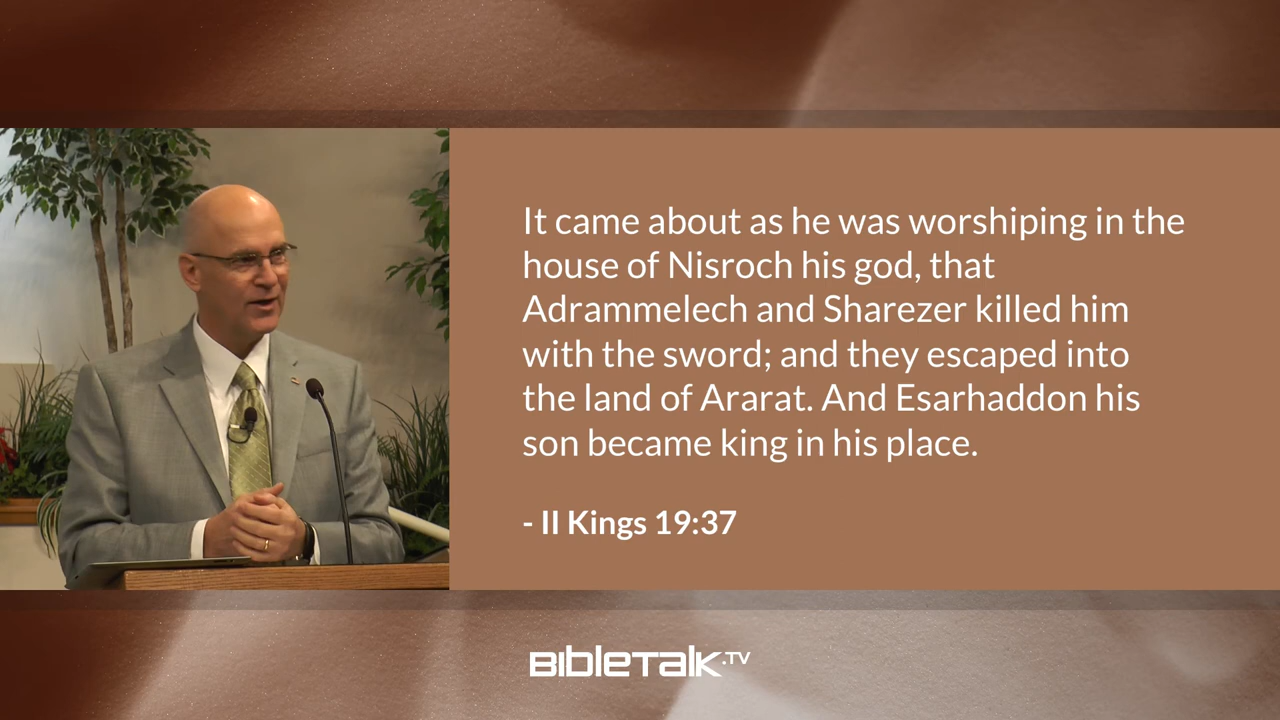 It came about as he was worshiping in the
house of Nisroch his god, that
Adrammelech and Sharezer killed him
with the sword; and they escaped into
the land of Ararat. And Esarhaddon his
son became king in his place.
- II Kings 19:37
BIBLETALK.TV